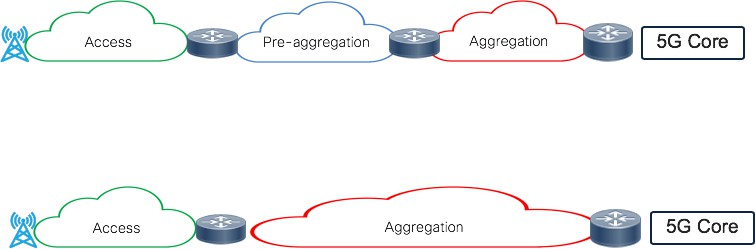 Access
Pre-aggregation
Aggregation
5G Core
Access
Aggregation
5G Core